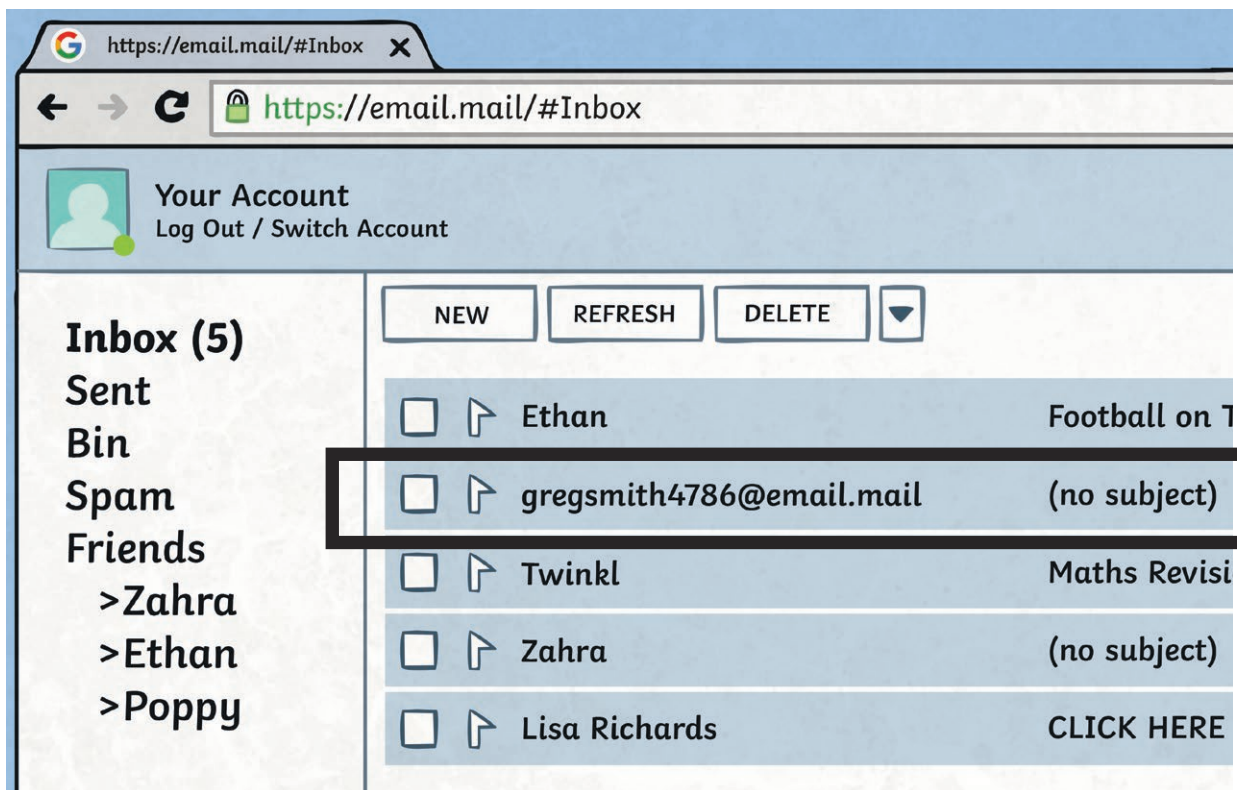 https://email.mail/#Inbox
https://email.mail/#Inbox
Your Account
Log Out / Switch Account
NEW REFRESH DELETE
Inbox (5)
Sent
Bin
Spam
Friends
>Zahra
>Ethan
>Poppy
Ethan Football on T
gregsmith4786@email.mail (no subject)
Twinkl Maths Revisi
Zahra (no subject)
Lisa Richards CLICK HERE